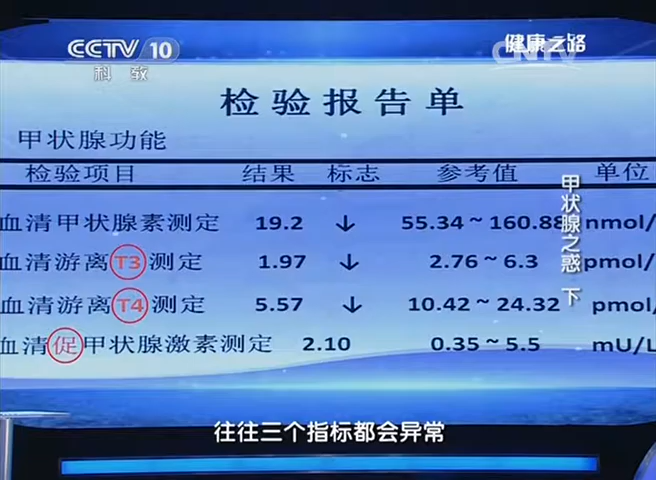 CCTV 10
科教
健康之路
CNTV
检验报告单
甲状腺功能
检验项目 结果 标志 参考值 单位
血清甲状腺素测定 19.2 ↓ 55.34~160.88 nmol/
血清游离T3测定 1.97 ↓ 2.76~6.3 pmol/
血清游离T4测定 5.57 ↓ 10.42~24.32 pmol/
血清促甲状腺激素测定 2.10 0.35~5.5 mU/L
甲状腺之惑 下
往往三个指标都会异常